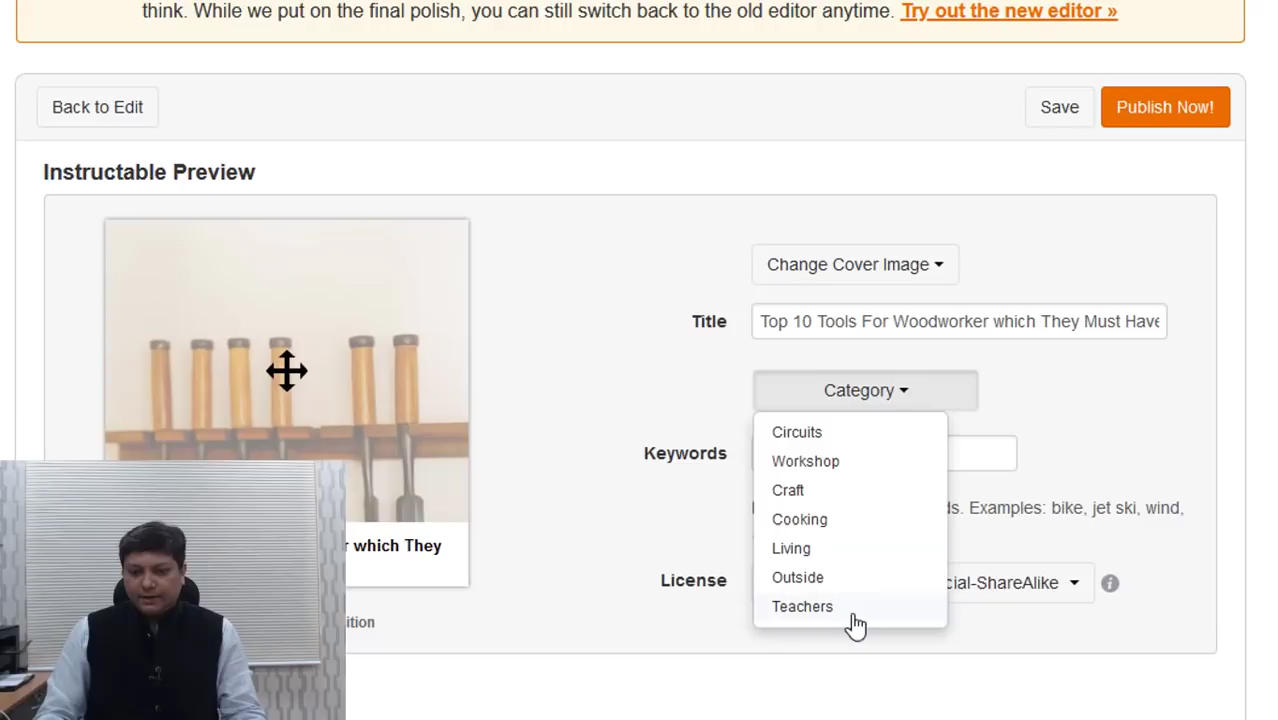 think. While we put on the final polish, you can still switch back to the old editor anytime. Try out the new editor »
Back to Edit
Save
Publish Now!
Instructable Preview
Change Cover Image
Title
Top 10 Tools For Woodworker which They Must Have
Category
Circuits
Workshop
Craft
Cooking
Living
Outside
Teachers
Keywords
ds. Examples: bike, jet ski, wind,
License
cial-ShareAlike
r which They
ition